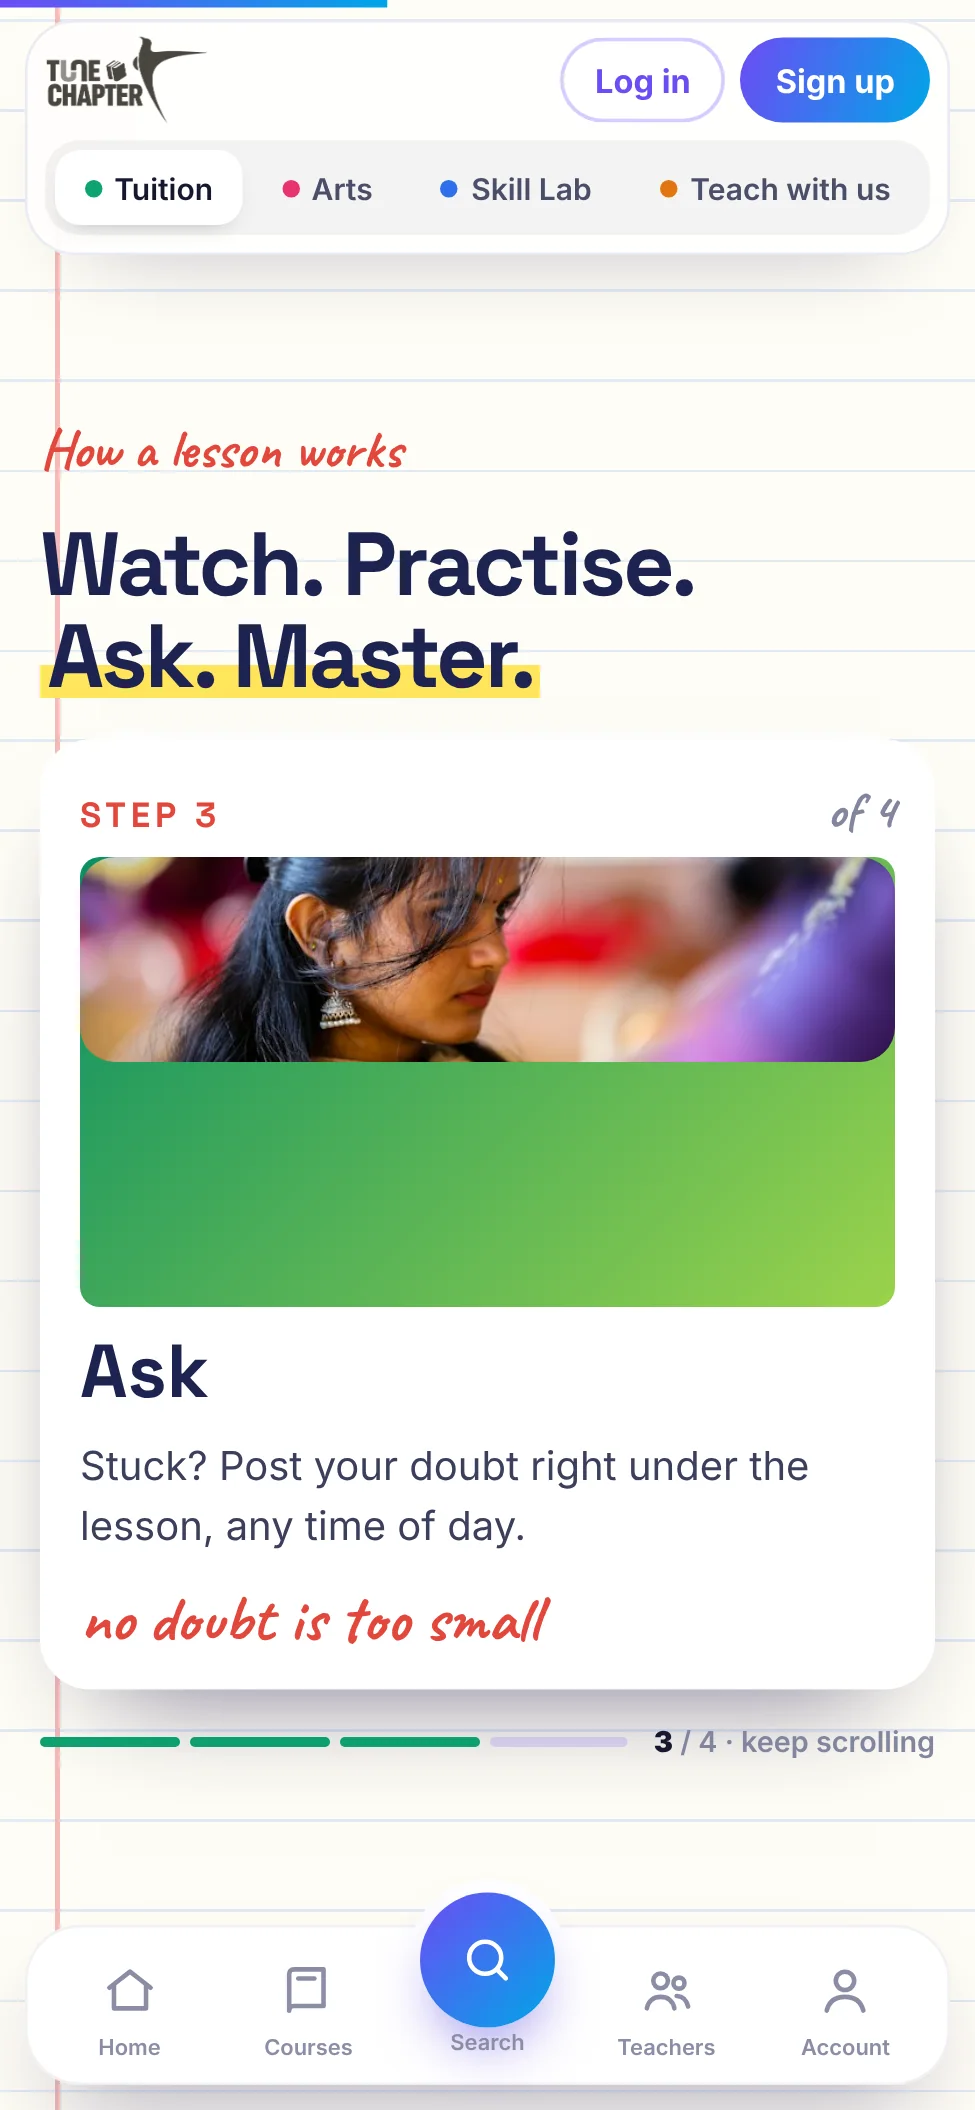 TUNE
CHAPTER
Log in
Sign up
Tuition
Arts
Skill Lab
Teach with us
How a lesson works
Watch. Practise.
Ask. Master.
STEP 3
of 4
Ask
Stuck? Post your doubt right under the
lesson, any time of day.
no doubt is too small
3 / 4 · keep scrolling
Home
Courses
Search
Teachers
Account